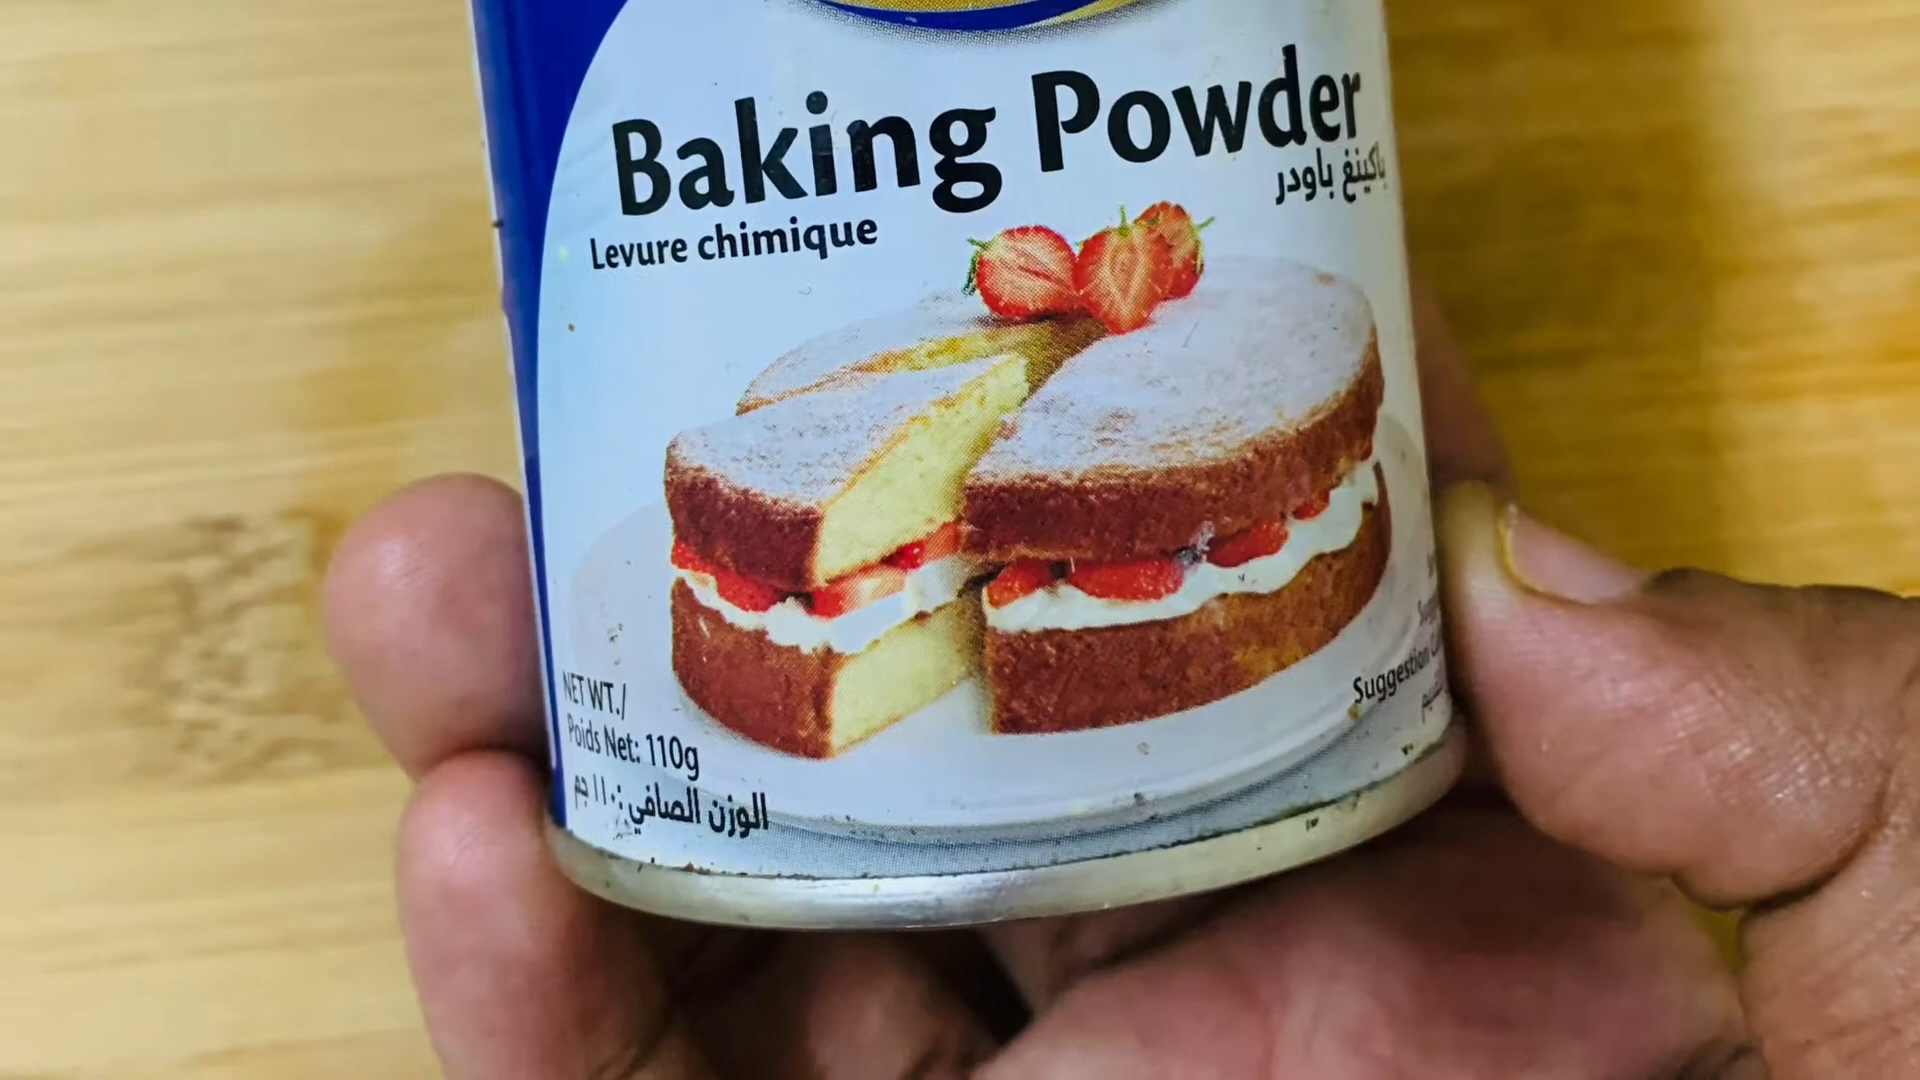 Baking Powder
باكينغ باودر
Levure chimique
NET WT./
Poids Net: 110g
الوزن الصافي: ١١٠ جم
Suggestion